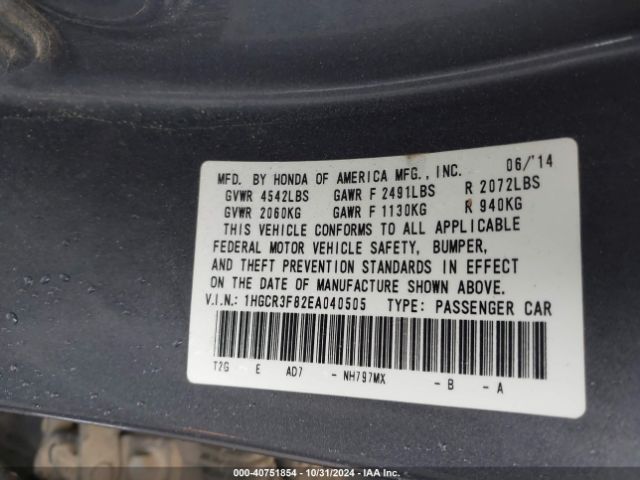 MFD. BY HONDA OF AMERICA MFG., INC. 06/'14
GVWR 4542LBS GAWR F 2491LBS R 2072LBS
GVWR 2060KG GAWR F 1130KG R 940KG
THIS VEHICLE CONFORMS TO ALL APPLICABLE
FEDERAL MOTOR VEHICLE SAFETY, BUMPER,
AND THEFT PREVENTION STANDARDS IN EFFECT
ON THE DATE OF MANUFACTURE SHOWN ABOVE.
V.I.N.: 1HGCR3F82EA040505 TYPE: PASSENGER CAR
T2G E AD7 - NH797MX - B - A
000-40751854 | 10/31/2024 | IAA Inc.